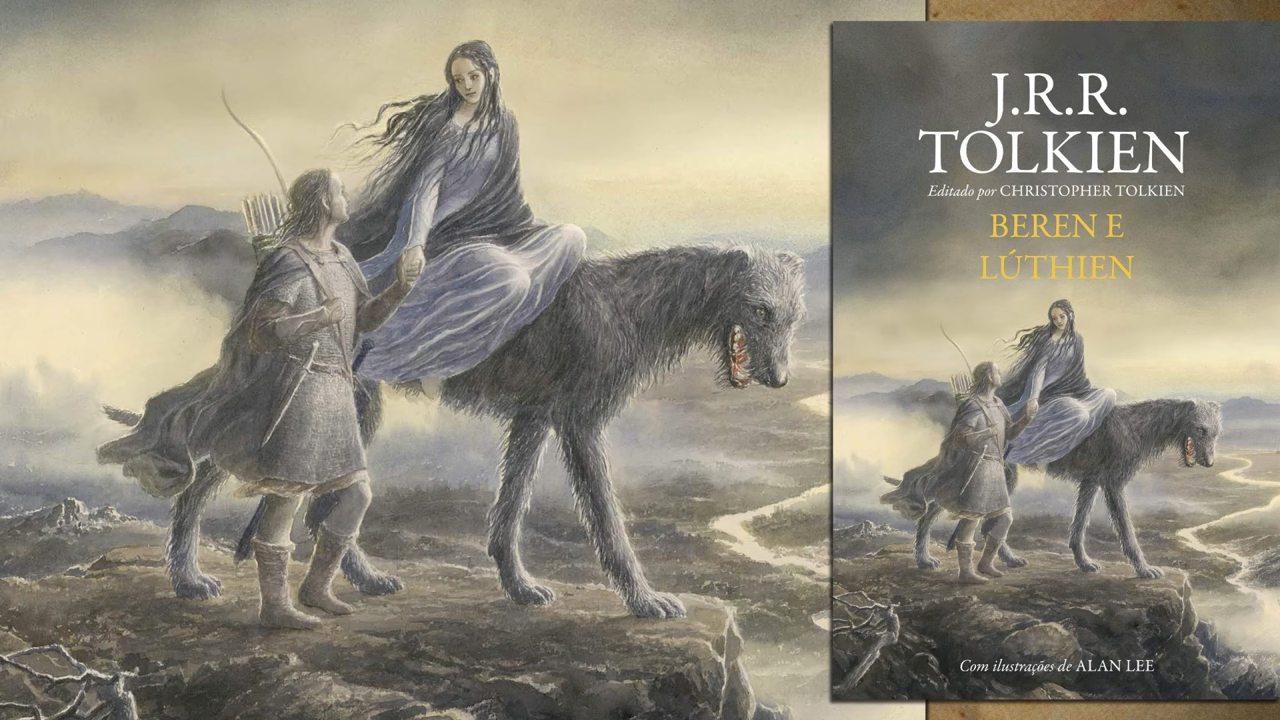 J.R.R.
TOLKIEN
Editado por CHRISTOPHER TOLKIEN
BEREN E
LÚTHIEN
Com ilustrações de ALAN LEE